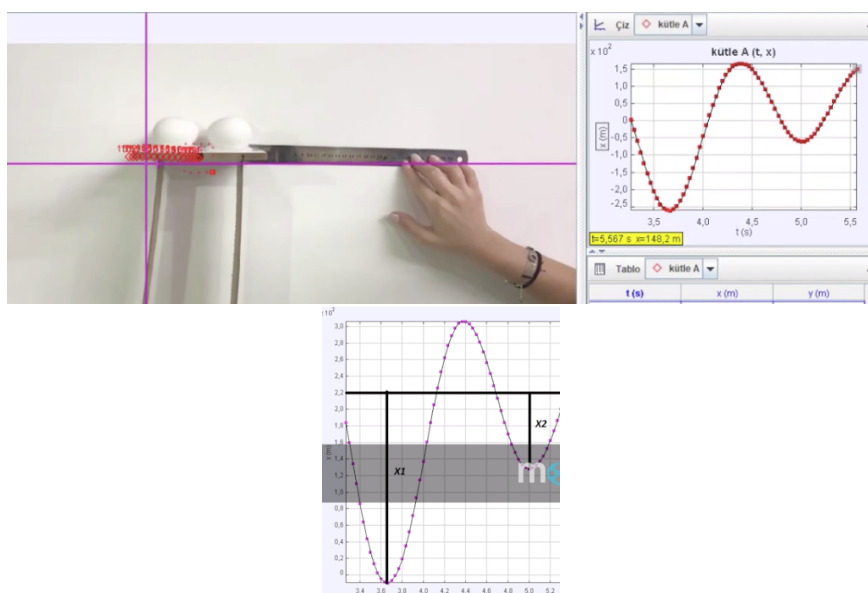 Çiz kütle A
kütle A (t, x)
x 10²
1,5
1,0
0,5
0
-0,5
-1,0
-1,5
-2,0
-2,5
x (m)
3,5 4,0 4,5 5,0 5,5
t (s)
t=5,567 s x=148,2 m
Tablo kütle A
t (s) x (m) y (m)
3,0
2,8
2,6
2,4
2,2
2,0
1,8
1,6
1,4
1,2
1,0
0,8
0,6
0,4
0,2
0
x (m)
X1
X2
3.4 3.6 3.8 4.0 4.2 4.4 4.6 4.8 5.0 5.2